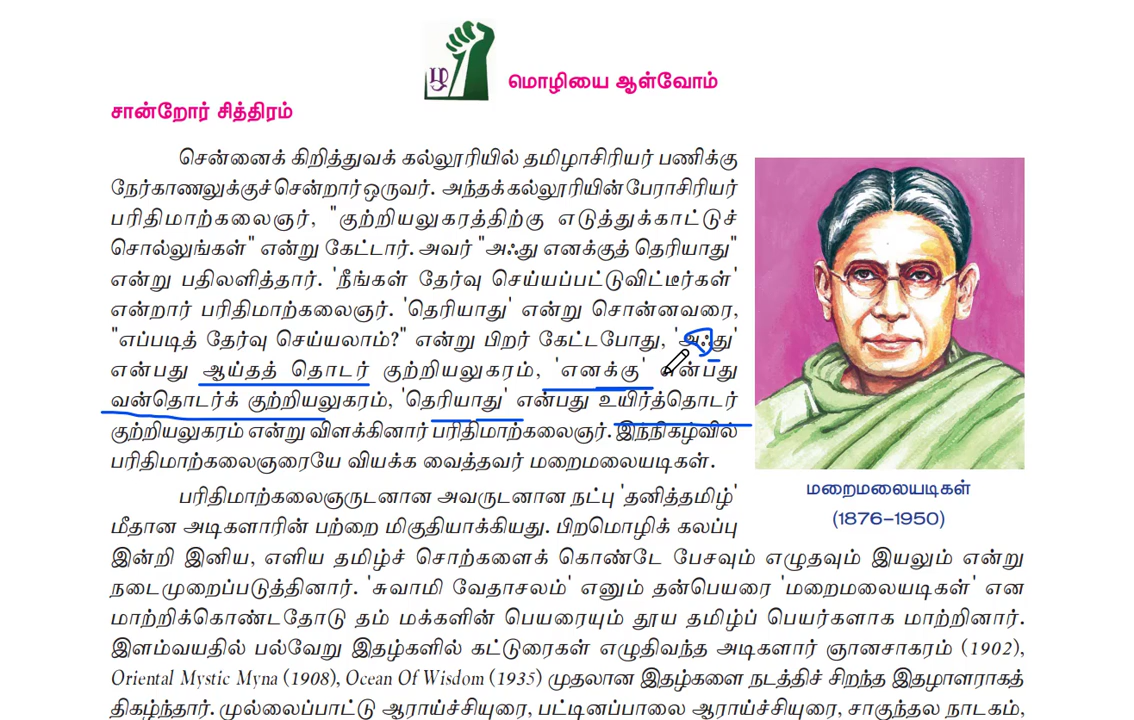 ழ
மொழியை ஆள்வோம்
சான்றோர் சித்திரம்
சென்னைக் கிறித்துவக் கல்லூரியில் தமிழாசிரியர் பணிக்கு
நேர்காணலுக்குச்சென்றார்ஒருவர். அந்தக்கல்லூரியின்பேராசிரியர்
பரிதிமாற்கலைஞர், "குற்றியலுகரத்திற்கு எடுத்துக்காட்டுச்
சொல்லுங்கள்" என்று கேட்டார். அவர் "அஃது எனக்குத் தெரியாது"
என்று பதிலளித்தார். 'நீங்கள் தேர்வு செய்யப்பட்டுவிட்டீர்கள்'
என்றார் பரிதிமாற்கலைஞர். 'தெரியாது' என்று சொன்னவரை,
"எப்படித் தேர்வு செய்யலாம்?" என்று பிறர் கேட்டபோது, 'அஃது'
என்பது ஆய்தத் தொடர் குற்றியலுகரம், 'எனக்கு' என்பது
வன்தொடர்க் குற்றியலுகரம், 'தெரியாது' என்பது உயிர்த்தொடர்
குற்றியலுகரம் என்று விளக்கினார் பரிதிமாற்கலைஞர். இந்நிகழ்வில்
பரிதிமாற்கலைஞரையே வியக்க வைத்தவர் மறைமலையடிகள்.
மறைமலையடிகள்
(1876–1950)
பரிதிமாற்கலைஞருடனான அவருடனான நட்பு 'தனித்தமிழ்'
மீதான அடிகளாரின் பற்றை மிகுதியாக்கியது. பிறமொழிக் கலப்பு
இன்றி இனிய, எளிய தமிழ்ச் சொற்களைக் கொண்டே பேசவும் எழுதவும் இயலும் என்று
நடைமுறைப்படுத்தினார். 'சுவாமி வேதாசலம்' எனும் தன்பெயரை 'மறைமலையடிகள்' என
மாற்றிக்கொண்டதோடு தம் மக்களின் பெயரையும் தூய தமிழ்ப் பெயர்களாக மாற்றினார்.
இளம்வயதில் பல்வேறு இதழ்களில் கட்டுரைகள் எழுதிவந்த அடிகளார் ஞானசாகரம் (1902),
Oriental Mystic Myna (1908), Ocean Of Wisdom (1935) முதலான இதழ்களை நடத்திச் சிறந்த இதழாளராகத்
திகழ்ந்தார். முல்லைப்பாட்டு ஆராய்ச்சியுரை, பட்டினப்பாலை ஆராய்ச்சியுரை, சாகுந்தல நாடகம்,